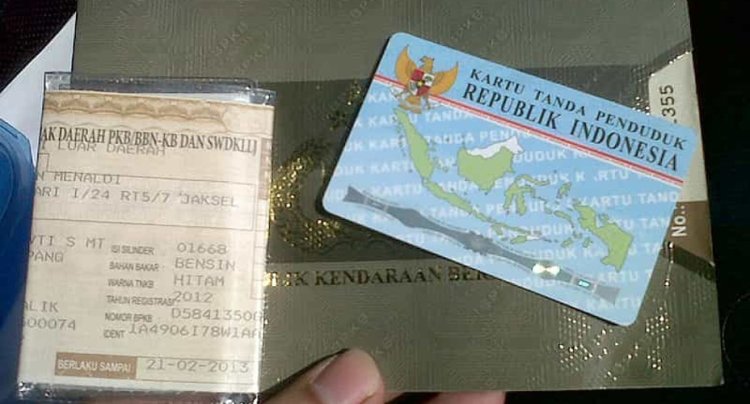 AK DAERAH PKB/BBN-KB DAN SWDKLLJ
LUAR DAERAH
N MENALDI
ARI I/24 RT5/7 JAKSEL
VTI S MT
PANG
ISI SILINDER 01668
BAHAN BAKAR BENSIN
WARNA TNKB HITAM
TAHUN REGISTRASI 2012
ALIK
NOMOR BPKB D5841350
00074
IDENT 1A4906I78W1AA
BERLAKU SAMPAI 21-02-2013
KARTU TANDA PENDUDUK
REPUBLIK INDONESIA
IK KENDARAAN BER
No.:
355